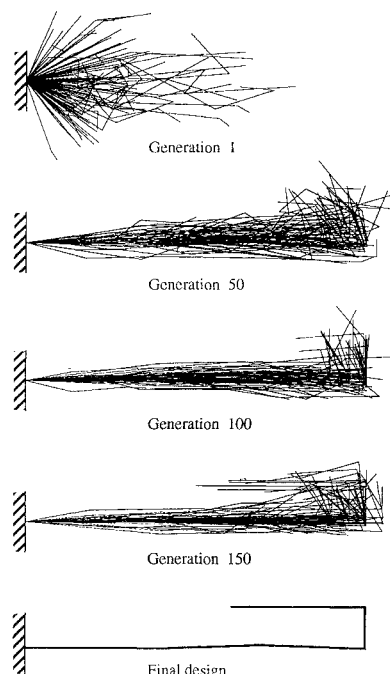 Generation 1
Generation 50
Generation 100
Generation 150
Final design